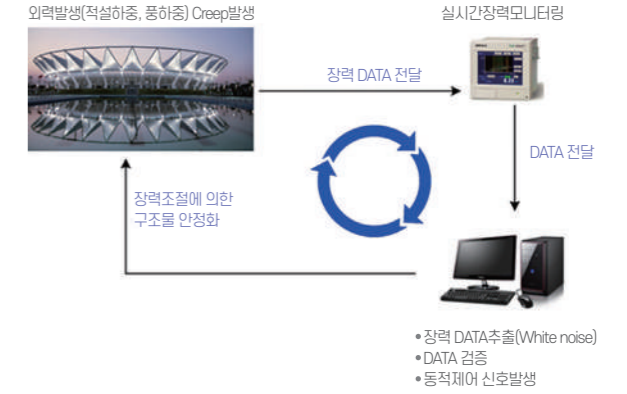 외력발생(적설하중, 풍하중) Creep발생
실시간장력모니터링
장력 DATA 전달
DATA 전달
장력조절에 의한
구조물 안정화
•장력 DATA추출(White noise)
•DATA 검증
•동적제어 신호발생